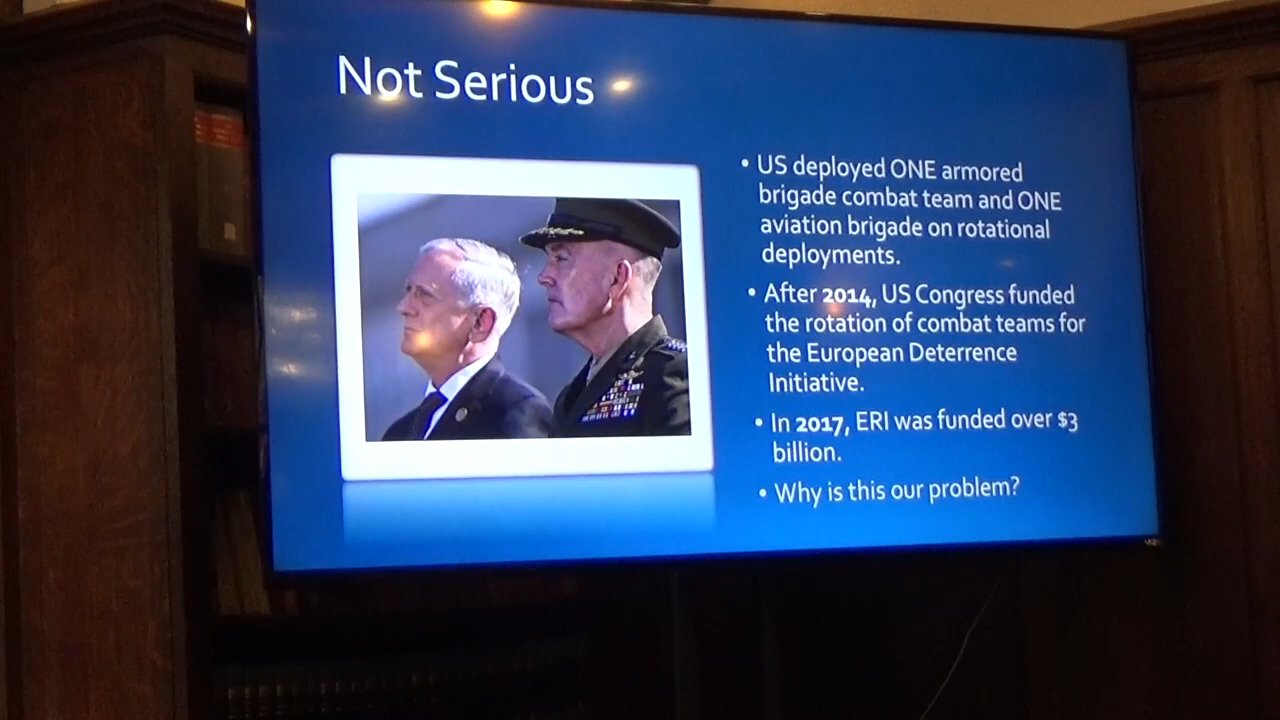 Not Serious
• US deployed ONE armored
brigade combat team and ONE
aviation brigade on rotational
deployments.
• After 2014, US Congress funded
the rotation of combat teams for
the European Deterrence
Initiative.
• In 2017, ERI was funded over $3
billion.
• Why is this our problem?